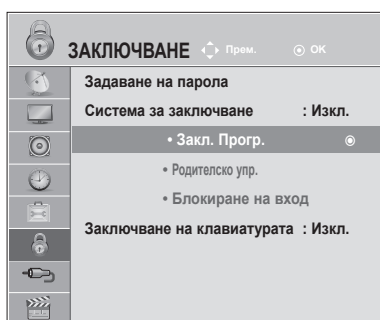 ЗАКЛЮЧВАНЕ Прем. OK
Задаване на парола
Система за заключване : Изкл.
• Закл. Прогр.
• Родителско упр.
• Блокиране на вход
Заключване на клавиатурата : Изкл.